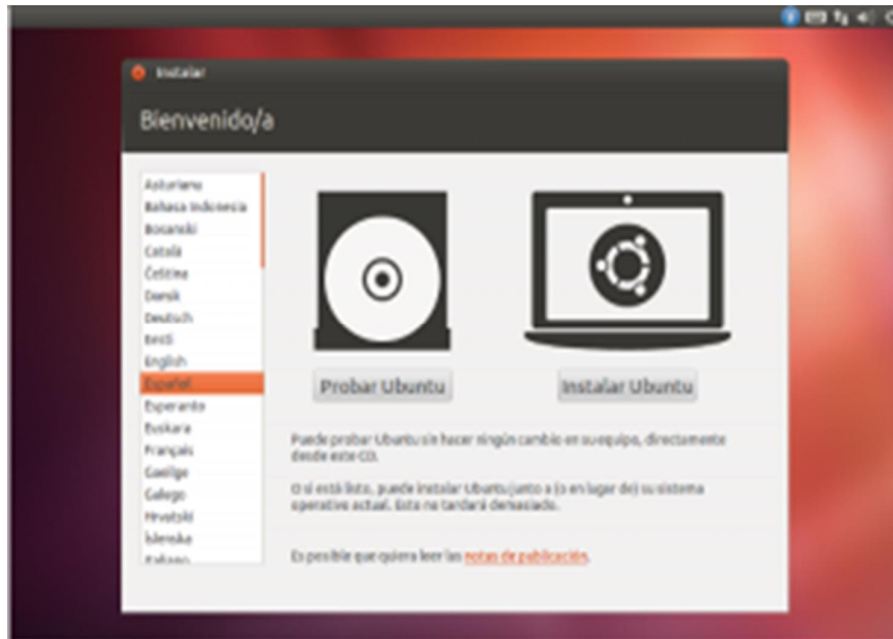 Instalar
Bienvenido/a
Asturianu
Bahasa Indonesia
Bosanski
Català
Čeština
Dansk
Deutsch
Eesti
English
Español
Esperanto
Euskara
Français
Gaeilge
Galego
Hrvatski
Íslenska
Italiano
Probar Ubuntu
Instalar Ubuntu
Puede probar Ubuntu sin hacer ningún cambio en su equipo, directamente
desde este CD.
O si está listo, puede instalar Ubuntu junto a (o en lugar de) su sistema
operativo actual. Esto no tardará demasiado.
Es posible que quiera leer las notas de publicación.